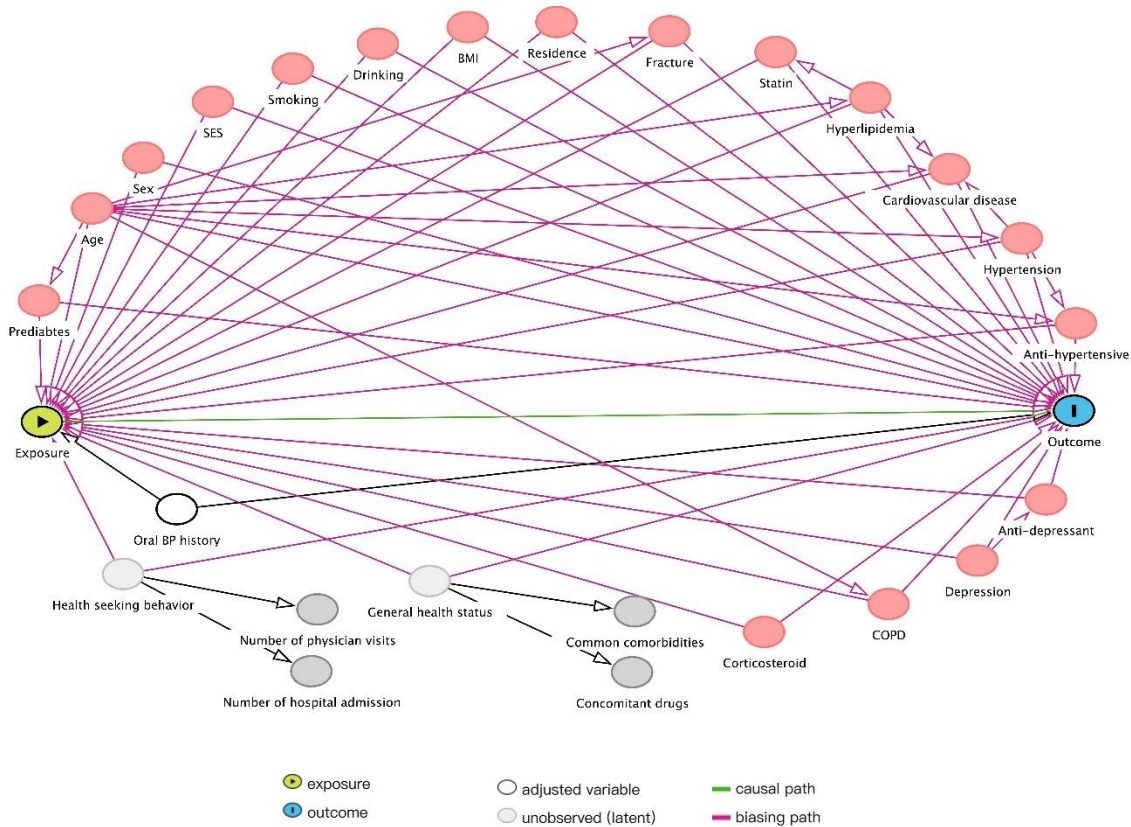 BMI
Residence
Drinking
Fracture
Statin
Smoking
SES
Hyperlipidemia
Sex
Cardiovascular disease
Age
Hypertension
Prediabtes
Anti-hypertensive
Exposure
Outcome
Oral BP history
Anti-depressant
Health seeking behavior
General health status
Depression
Number of physician visits
Common comorbidities
COPD
Corticosteroid
Number of hospital admission
Concomitant drugs
exposure
adjusted variable
causal path
outcome
unobserved (latent)
biasing path